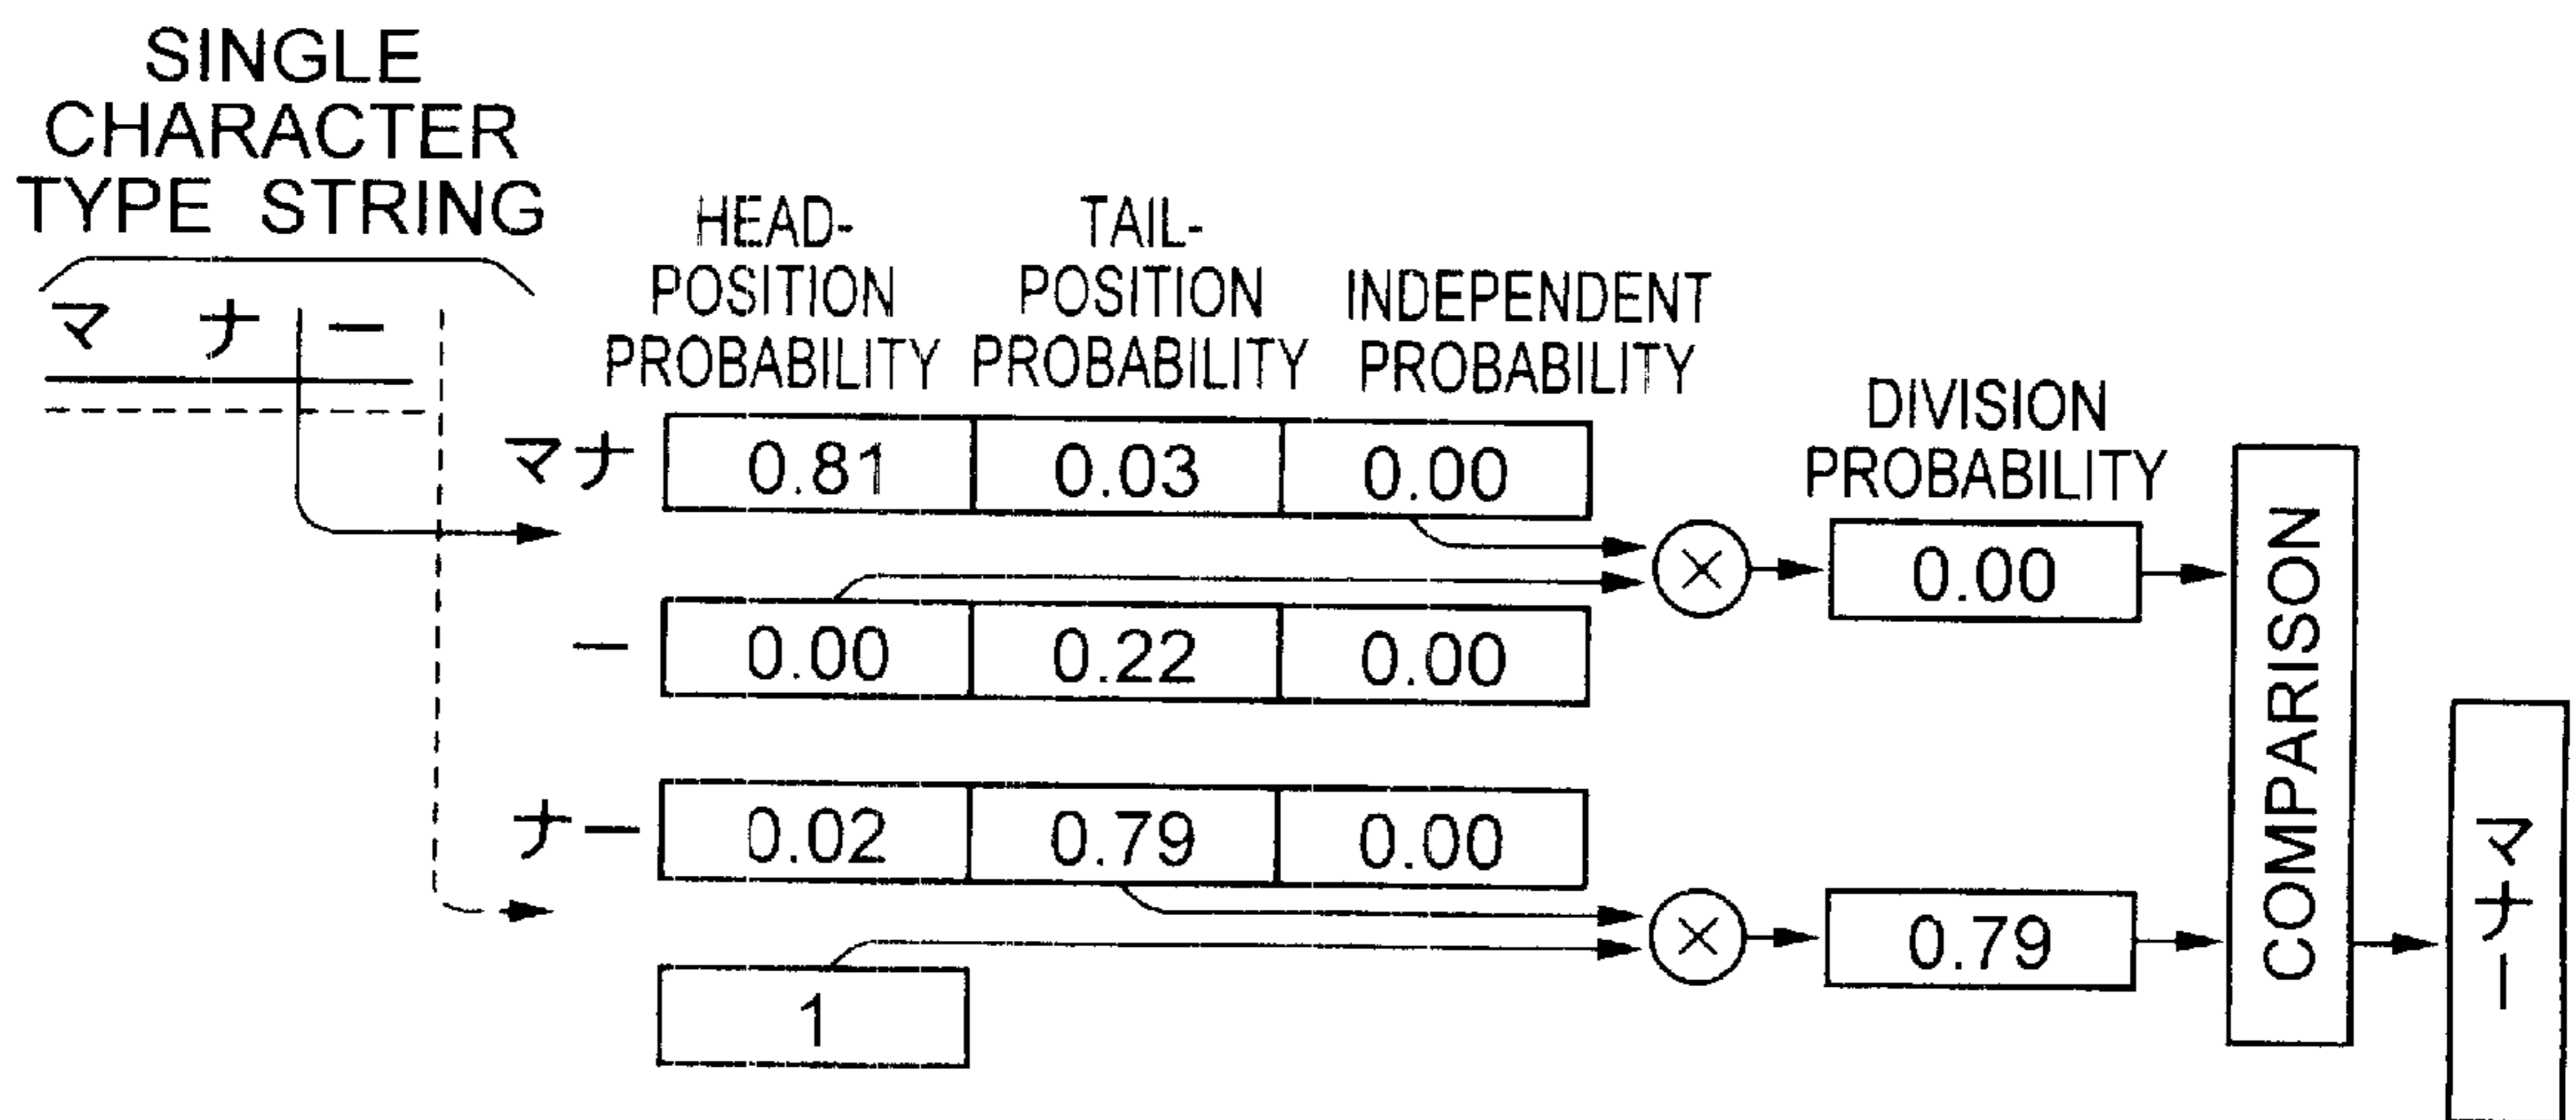 SINGLE
CHARACTER
TYPE STRING
マ ナ ー
HEAD-
POSITION
PROBABILITY
TAIL-
POSITION
PROBABILITY
INDEPENDENT
PROBABILITY
DIVISION
PROBABILITY
マナ 0.81 0.03 0.00
0.00
ー 0.00 0.22 0.00
ナー 0.02 0.79 0.00
0.79
1
COMPARISON
マナー